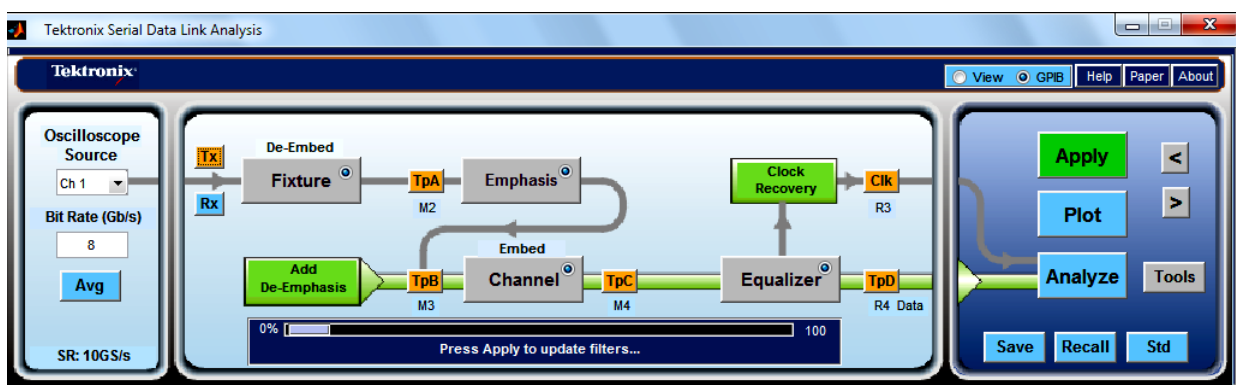 Tektronix Serial Data Link Analysis
Tektronix
View GPIB Help Paper About
Oscilloscope
Source
Ch 1
Bit Rate (Gb/s)
8
Avg
SR: 10GS/s
Tx
Rx
De-Embed
Fixture
TpA
M2
Emphasis
Clock
Recovery
Clk
R3
Add
De-Emphasis
TpB
M3
Embed
Channel
TpC
M4
Equalizer
TpD
R4 Data
0% 100
Press Apply to update filters...
Apply
<
Plot
>
Analyze
Tools
Save Recall Std